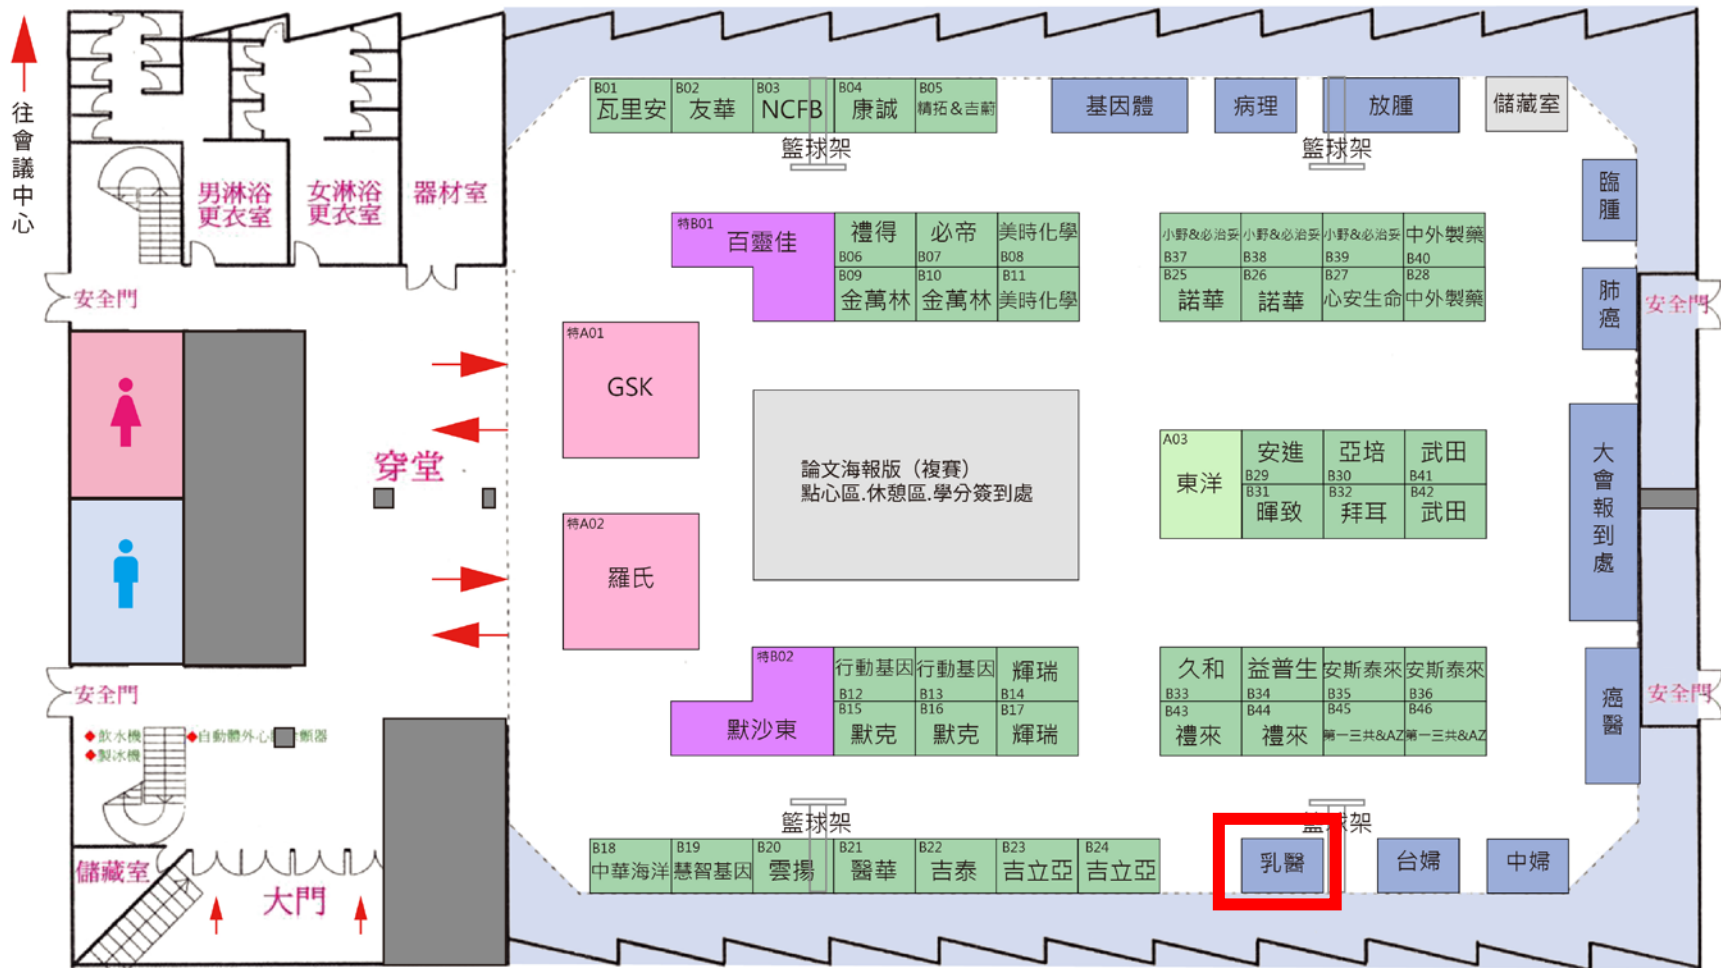 往會議中心
男淋浴
更衣室
女淋浴
更衣室
器材室
安全門
穿堂
安全門
飲水機
製冰機
自動體外心
顫器
儲藏室
大門
B01
瓦里安
B02
友華
B03
NCFB
B04
康誠
B05
精拓&吉蔚
籃球架
基因體
病理
放腫
籃球架
儲藏室
臨腫
肺癌
大會報到處
癌醫
安全門
安全門
特B01
百靈佳
禮得
B06
必帝
B07
美時化學
B08
B09
金萬林
B10
金萬林
B11
美時化學
小野&必治妥
B37
小野&必治妥
B38
小野&必治妥
B39
中外製藥
B40
B25
諾華
B26
諾華
B27
心安生命
B28
中外製藥
特A01
GSK
特A02
羅氏
論文海報版（複賽）
點心區.休憩區.學分簽到處
A03
東洋
安進
B29
亞培
B30
武田
B41
B31
暉致
B32
拜耳
B42
武田
特B02
默沙東
行動基因
B12
行動基因
B13
輝瑞
B14
B15
默克
B16
默克
B17
輝瑞
久和
B33
益普生
B34
安斯泰來
B35
安斯泰來
B36
B43
禮來
B44
禮來
B45
第一三共&AZ
B46
第一三共&AZ
籃球架
籃球架
B18
中華海洋
B19
慧智基因
B20
雲揚
B21
醫華
B22
吉泰
B23
吉立亞
B24
吉立亞
乳醫
台婦
中婦